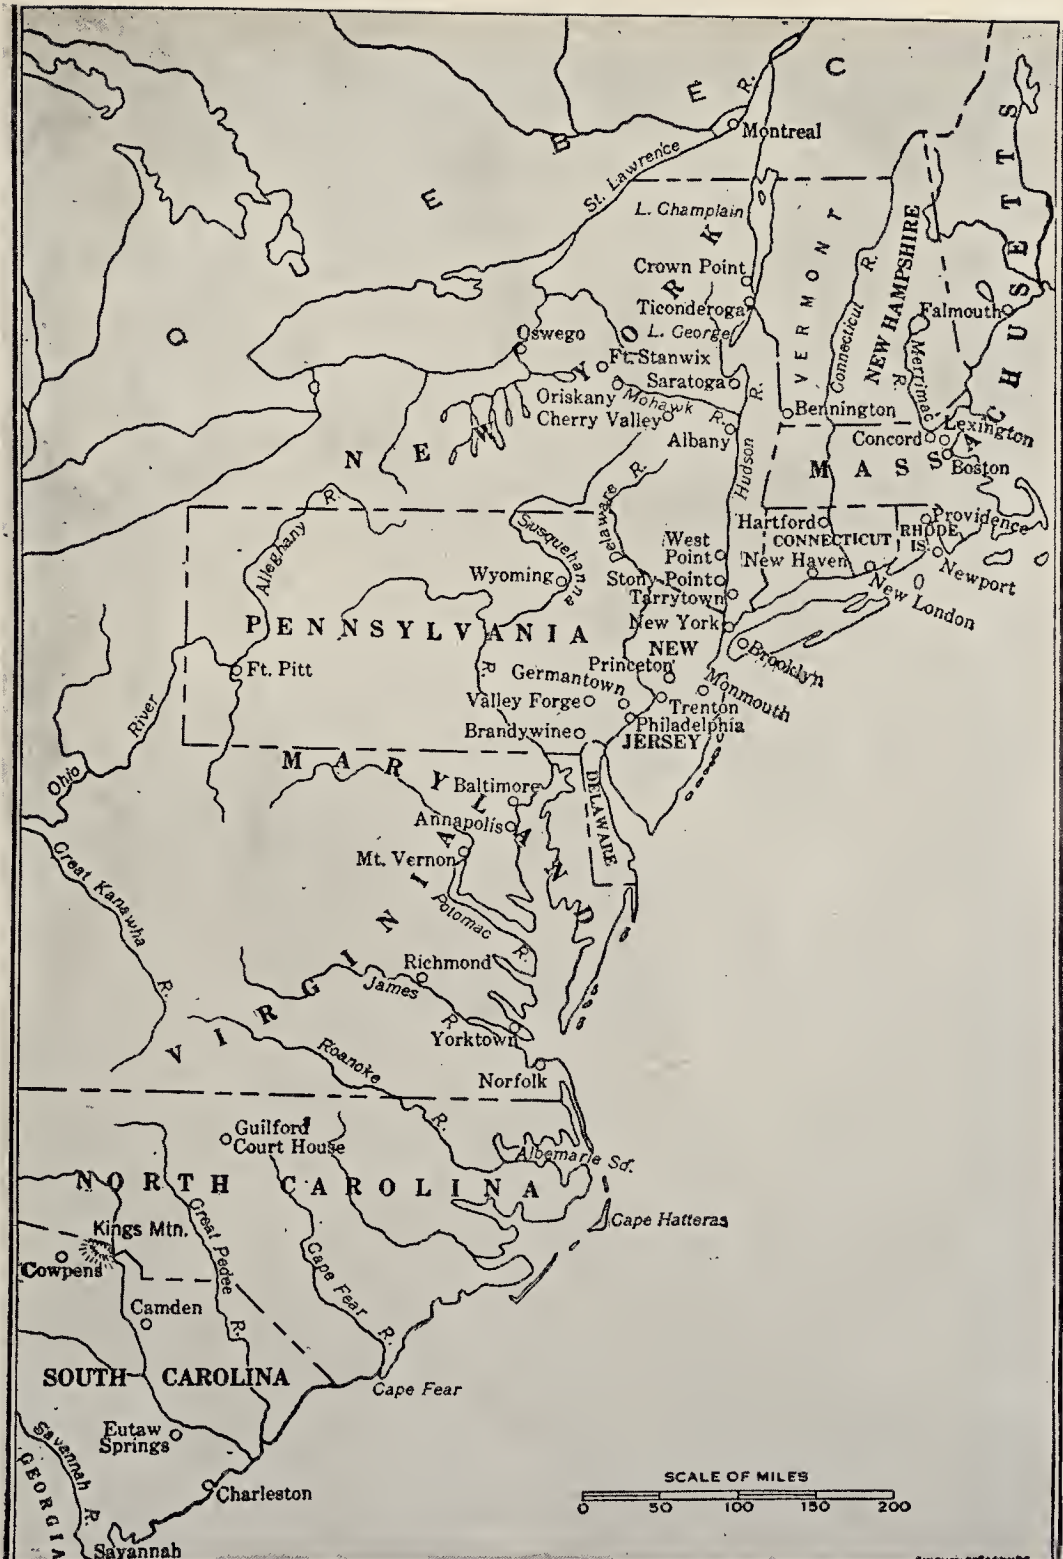 QUEBEC
Montreal
St. Lawrence R.
L. Champlain
Crown Point
Ticonderoga
L. George
NEW YORK
VERMONT
Connecticut R.
NEW HAMPSHIRE
Merrimac R.
Falmouth
MASSACHUSETTS
Oswego
Ft. Stanwix
Oriskany
Saratoga
Mohawk R.
Cherry Valley
Albany
Hudson R.
Bennington
Concord
Lexington
Boston
MASS
Hartford
CONNECTICUT
RHODE
IS.
Providence
Newport
New Haven
New London
West
Point
Stony Point
Tarrytown
New York
Brooklyn
Delaware R.
Susquehanna R.
Wyoming
Alleghany R.
PENNSYLVANIA
Ft. Pitt
Ohio River
NEW
JERSEY
Princeton
Germantown
Monmouth
Valley Forge
Trenton
Philadelphia
Brandywine
MARYLAND
Baltimore
DELAWARE
Annapolis
Mt. Vernon
Potomac R.
Great Kanawha R.
VIRGINIA
Richmond
James R.
Yorktown
Roanoke R.
Norfolk
Guilford
Court House
Albemarle Sd.
NORTH CAROLINA
Cape Hatteras
Kings Mtn.
Great Pedee R.
Cape Fear R.
Cowpens
Camden
SOUTH CAROLINA
Cape Fear
Eutaw
Springs
Savannah R.
GEORGIA
Charleston
Savannah
SCALE OF MILES
0 50 100 150 200